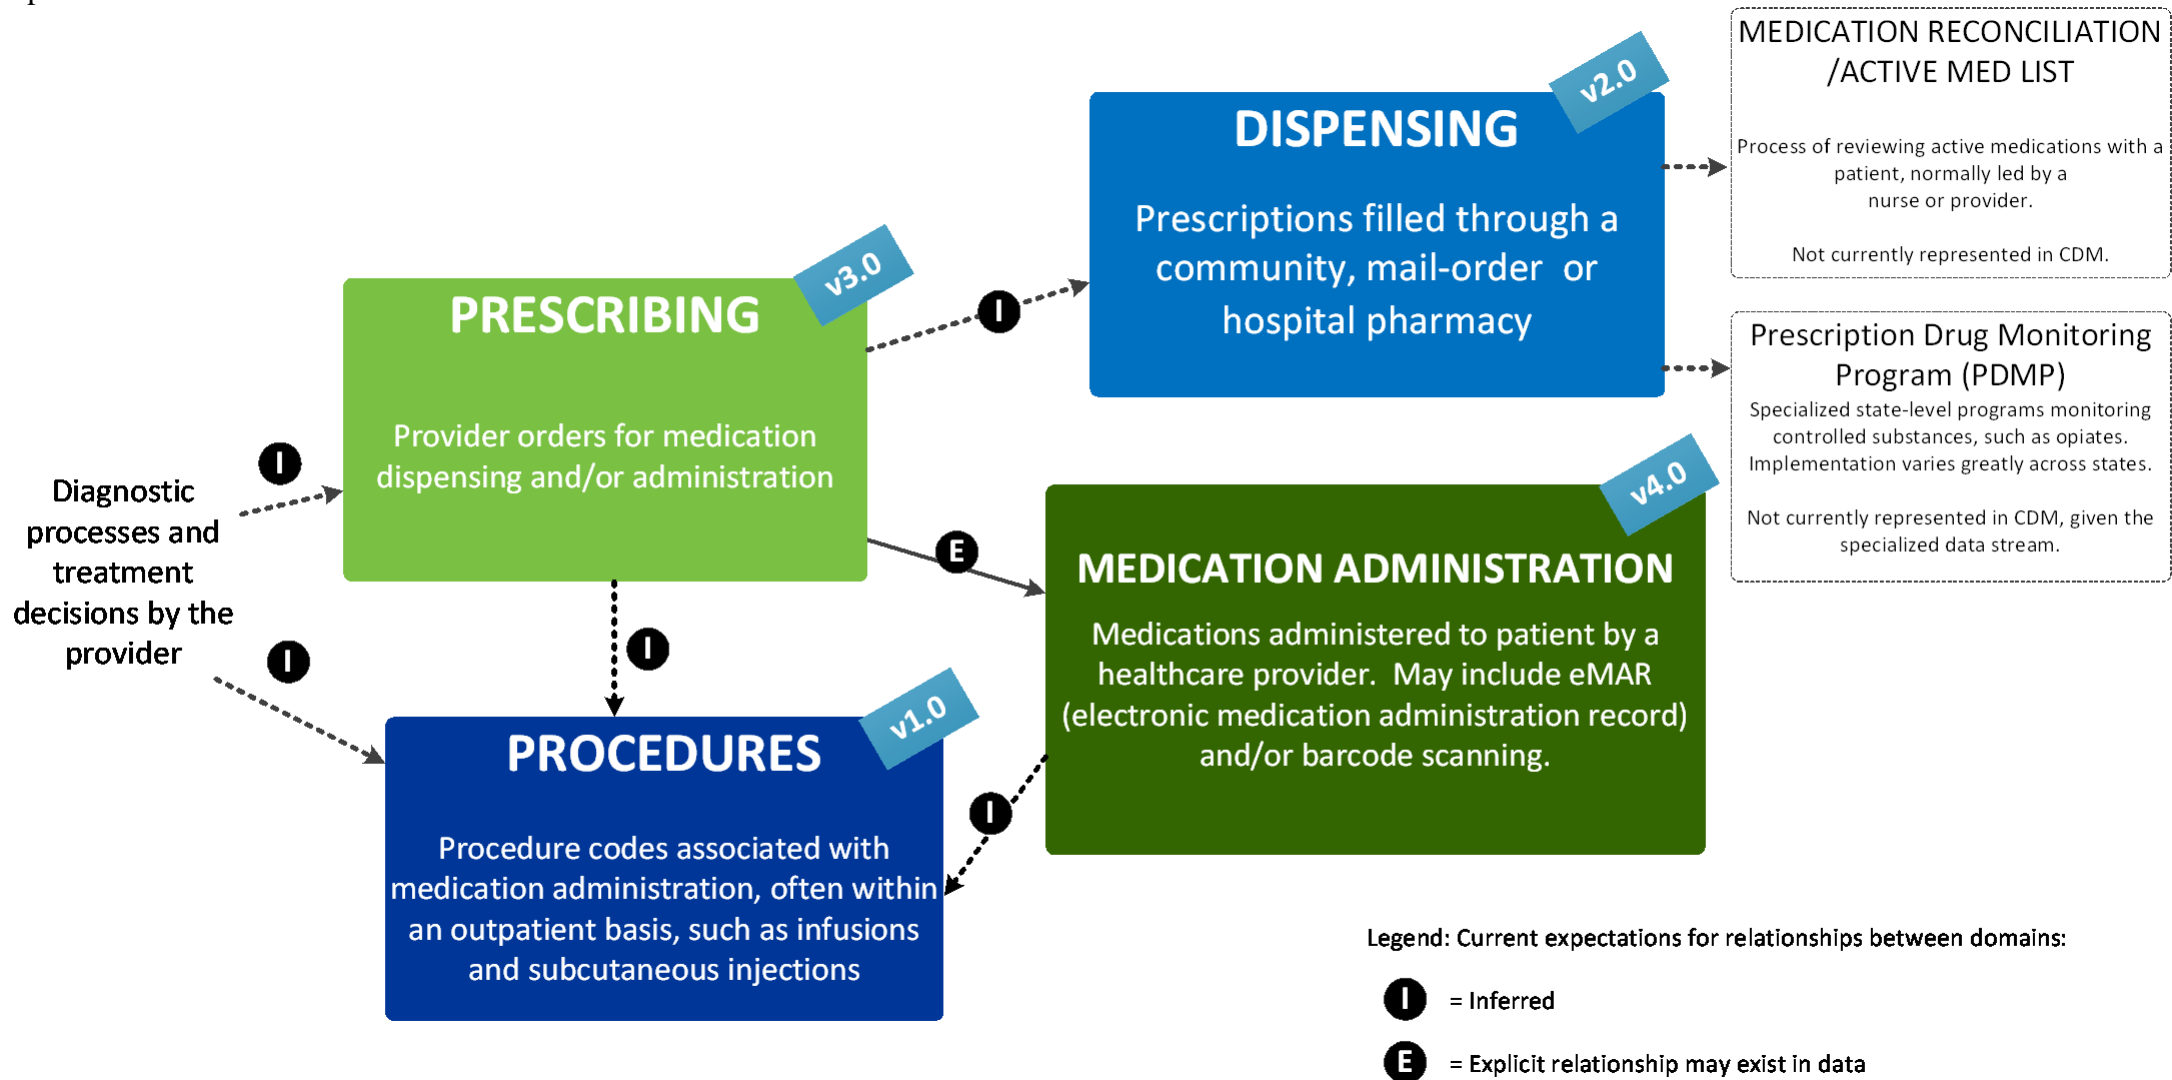 MEDICATION RECONCILIATION
/ACTIVE MED LIST
Process of reviewing active medications with a
patient, normally led by a
nurse or provider.
Not currently represented in CDM.
v2.0
DISPENSING
Prescriptions filled through a
community, mail-order or
hospital pharmacy
v3.0
PRESCRIBING
Provider orders for medication
dispensing and/or administration
I
Prescription Drug Monitoring
Program (PDMP)
Specialized state-level programs monitoring
controlled substances, such as opiates.
Implementation varies greatly across states.
Not currently represented in CDM, given the
specialized data stream.
I
Diagnostic
processes and
treatment
decisions by the
provider
I
E
v4.0
MEDICATION ADMINISTRATION
Medications administered to patient by a
healthcare provider. May include eMAR
(electronic medication administration record)
and/or barcode scanning.
I
I
v1.0
PROCEDURES
Procedure codes associated with
medication administration, often within
an outpatient basis, such as infusions
and subcutaneous injections
Legend: Current expectations for relationships between domains:
I = Inferred
E = Explicit relationship may exist in data